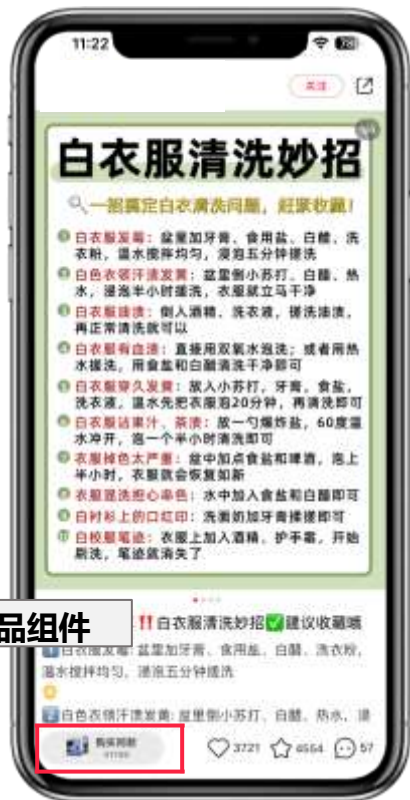 11:22
78
关注
白衣服清洗妙招
一招搞定白衣清洗问题,赶紧收藏!
白衣服发霉:盆里加牙膏、食用盐、白醋、洗
衣粉,温水搅拌均匀,浸泡五分钟搓洗
白色衣领汗渍发黄:盆里倒小苏打、白醋、热
水,浸泡半小时搓洗,衣服就立马干净
白衣服油渍:倒入酒精、洗衣液,搓洗油渍,
再正常清洗就可以
白衣服有血渍:直接用双氧水泡洗;或者用热
水搓洗,用食盐和白醋清洗干净即可
白衣服穿久发黄:放入小苏打,牙膏,食盐,
洗衣液,温水先把衣服泡20分钟,再清洗即可
白衣服沾果汁、茶渍:放一勺爆炸盐,60度温
水冲开,泡一个半小时清洗即可
衣服掉色太严重:盆中加点食盐和啤酒,泡上
半小时,衣服就会恢复如新
衣服混洗担心串色:水中加入食盐和白醋即可
白衬衫上的口红印:洗面奶加牙膏揉搓即可
白校服笔迹:衣服上加入酒精,护手霜,开始
刷洗,笔迹就消失了
品组件
‼️白衣服清洗妙招✅建议收藏哦
1️⃣白衣服发霉:盆里加牙膏、食用盐、白醋、洗衣粉,
温水搅拌均匀,浸泡五分钟搓洗
2️⃣白色衣领汗渍发黄:盆里倒小苏打、白醋、热水,浸
购买同款
3721
4564
57